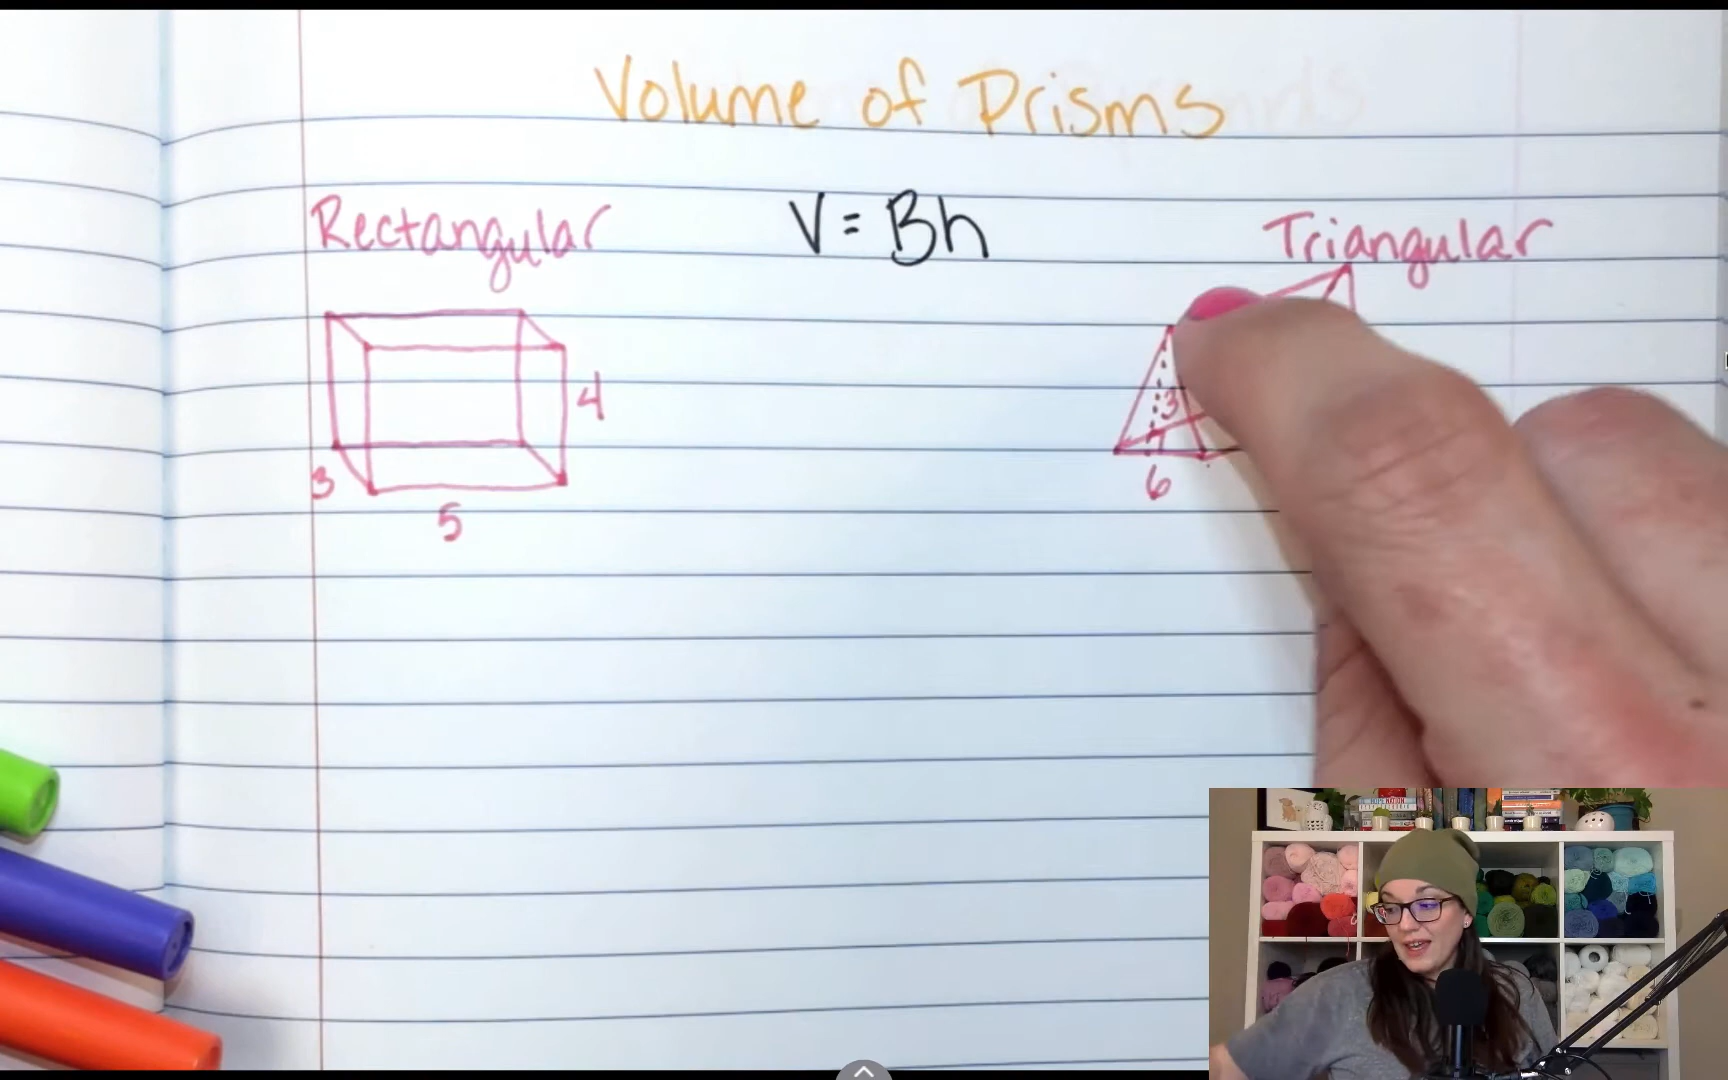 Volume of Prisms
Rectangular
V = Bh
Triangular
4
3
5
3
6